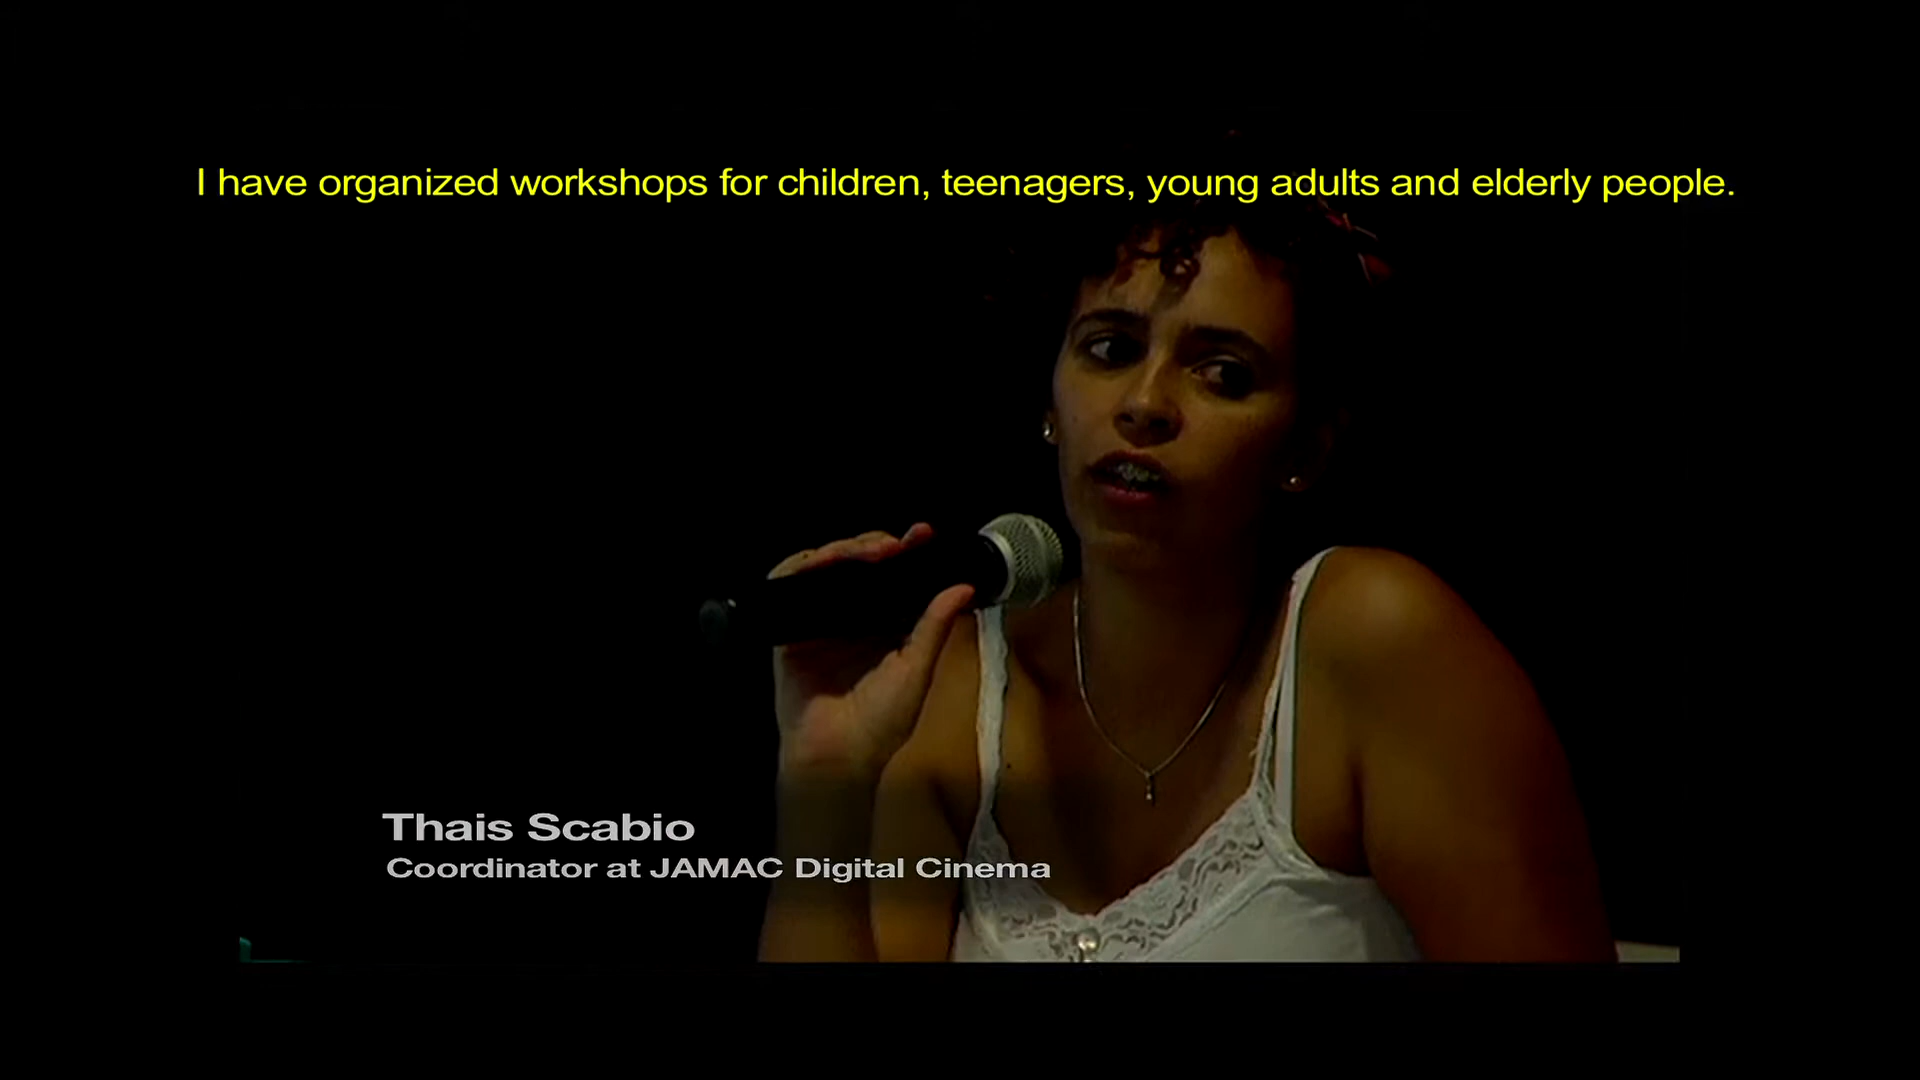 I have organized workshops for children, teenagers, young adults and elderly people.
Thais Scabio
Coordinator at JAMAC Digital Cinema